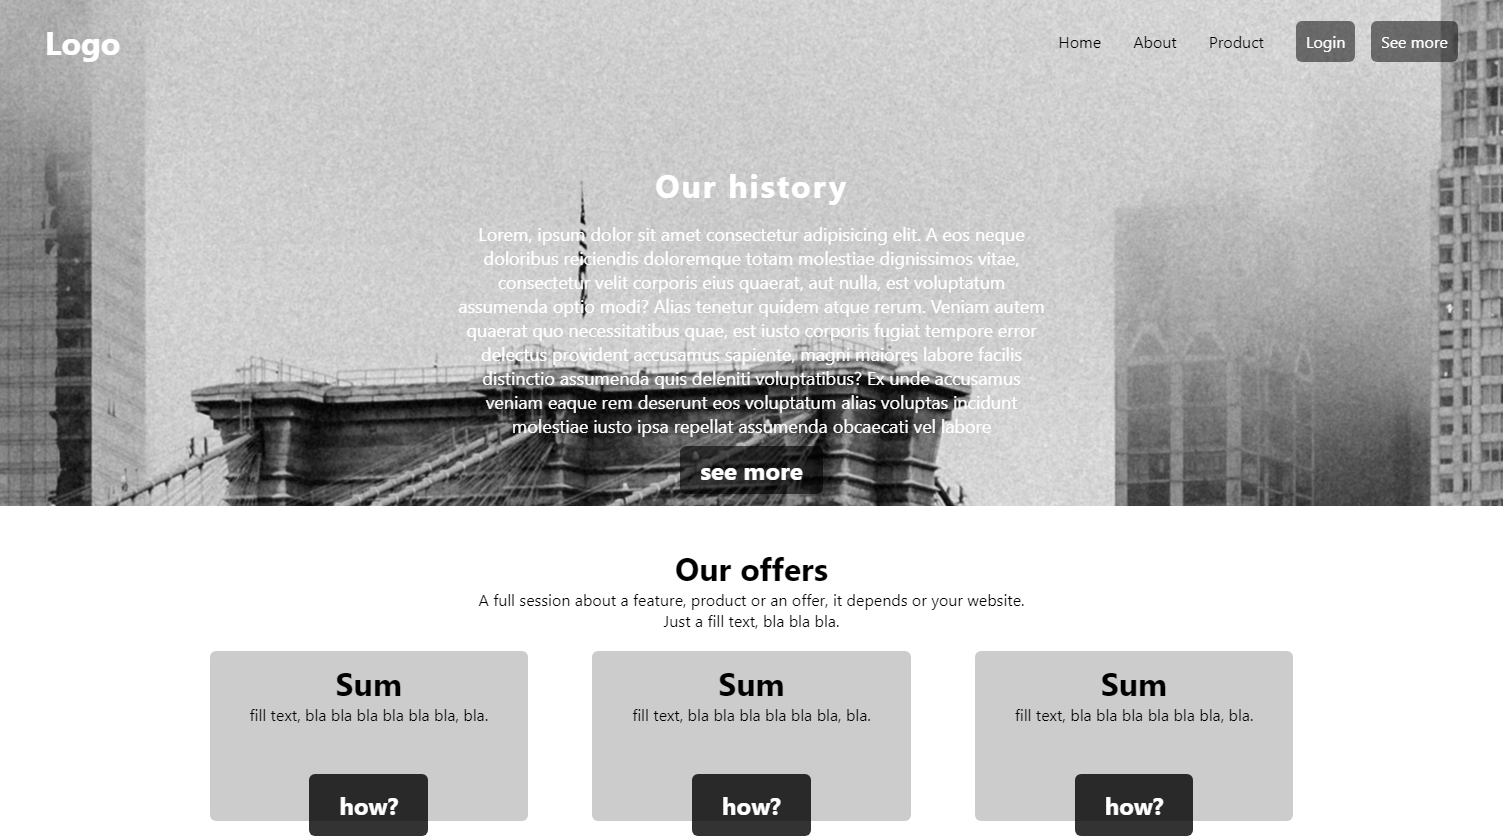 Logo
Home About Product Login See more
Our history
Lorem, ipsum dolor sit amet consectetur adipisicing elit. A eos neque
doloribus reiciendis doloremque totam molestiae dignissimos vitae,
consectetur velit corporis eius quaerat, aut nulla, est voluptatum
assumenda optio modi? Alias tenetur quidem atque rerum. Veniam autem
quaerat quo necessitatibus quae, est iusto corporis fugiat tempore error
delectus provident accusamus sapiente, magni maiores labore facilis
distinctio assumenda quis deleniti voluptatibus? Ex unde accusamus
veniam eaque rem deserunt eos voluptatum alias voluptas incidunt
molestiae iusto ipsa repellat assumenda obcaecati vel labore
see more
Our offers
A full session about a feature, product or an offer, it depends or your website.
Just a fill text, bla bla bla.
Sum
fill text, bla bla bla bla bla bla, bla.
how?
Sum
fill text, bla bla bla bla bla bla, bla.
how?
Sum
fill text, bla bla bla bla bla bla, bla.
how?